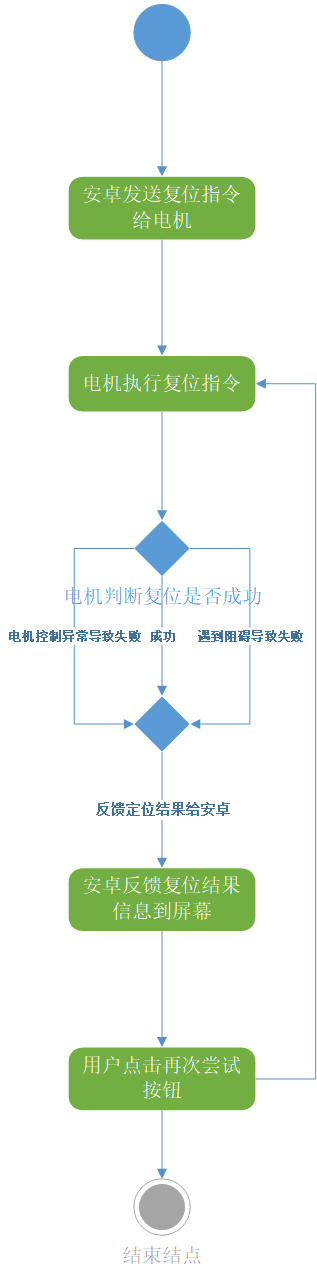 安卓发送复位指令
给电机
电机执行复位指令
电机判断复位是否成功
电机控制异常导致失败 成功 遇到阻碍导致失败
反馈定位结果给安卓
安卓反馈复位结果
信息到屏幕
用户点击再次尝试
按钮
结束结点